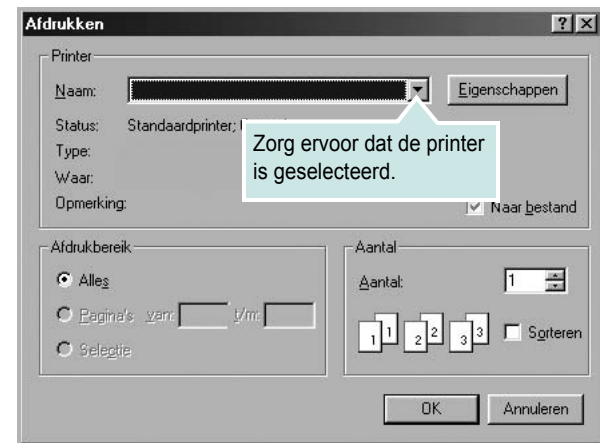 Afdrukken
Printer
Naam:
Eigenschappen
Status: Standaardprinter;
Zorg ervoor dat de printer
is geselecteerd.
Type:
Waar:
Opmerking:
Naar bestand
Afdrukbereik
Alles
Pagina's van: t/m:
Selectie
Aantal
Aantal: 1
1 1 2 2 3 3
Sorteren
OK Annuleren